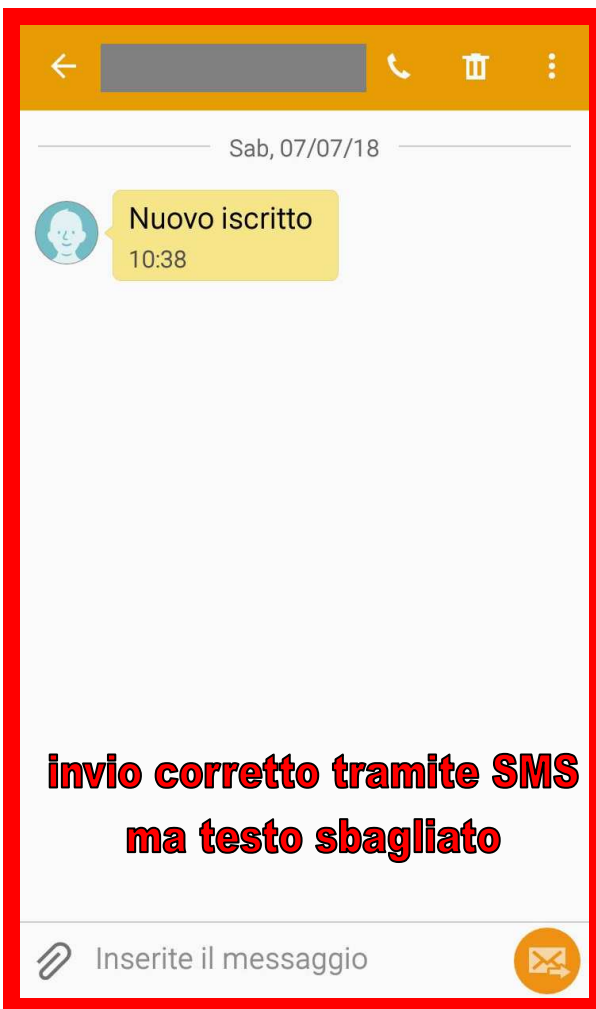 Sab, 07/07/18
Nuovo iscritto
10:38
invio corretto tramite SMS
ma testo sbagliato
Inserite il messaggio